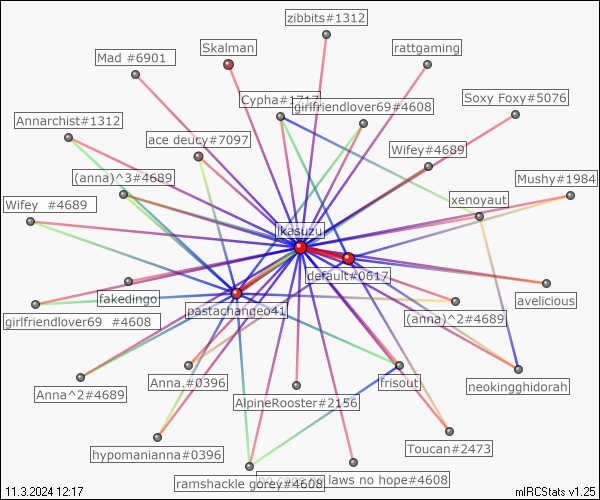 zibbits#1312
Skalman
rattgaming
Mad #6901
Cypha#1717
girlfriendlover69#4608
Soxy Foxy#5076
Annarchist#1312
ace deucy#7097
Wifey#4689
(anna)^3#4689
Mushy#1984
xenoyaut
Wifey #4689
ikasuzu
default#0617
fakedingo
avelicious
pastachangeo41
girlfriendlover69 #4608
(anna)^2#4689
Anna^2#4689
Anna.#0396
frisout
neokingghidorah
AlpineRooster#2156
hypomanianna#0396
Toucan#2473
ramshackle gorey#4608
laws no hope#4608
11.3.2024 12:17
mIRCStats v1.25